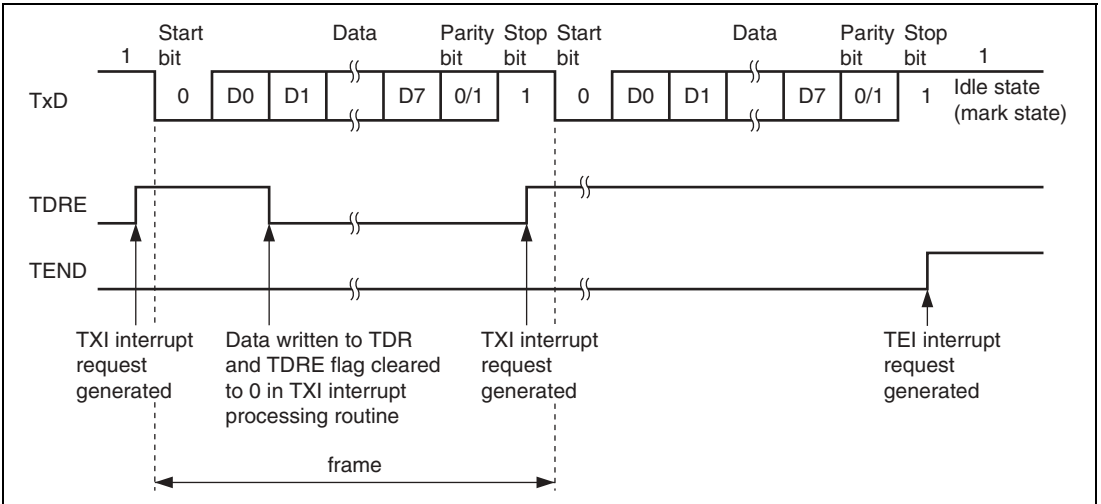 Start Data Parity Stop Start Data Parity Stop
1 bit bit bit bit bit bit 1
TxD 0 D0 D1 D7 0/1 1 0 D0 D1 D7 0/1 1 Idle state
(mark state)
TDRE
TEND
TXI interrupt
request
generated
Data written to TDR
and TDRE flag cleared
to 0 in TXI interrupt
processing routine
TXI interrupt
request
generated
TEI interrupt
request
generated
frame